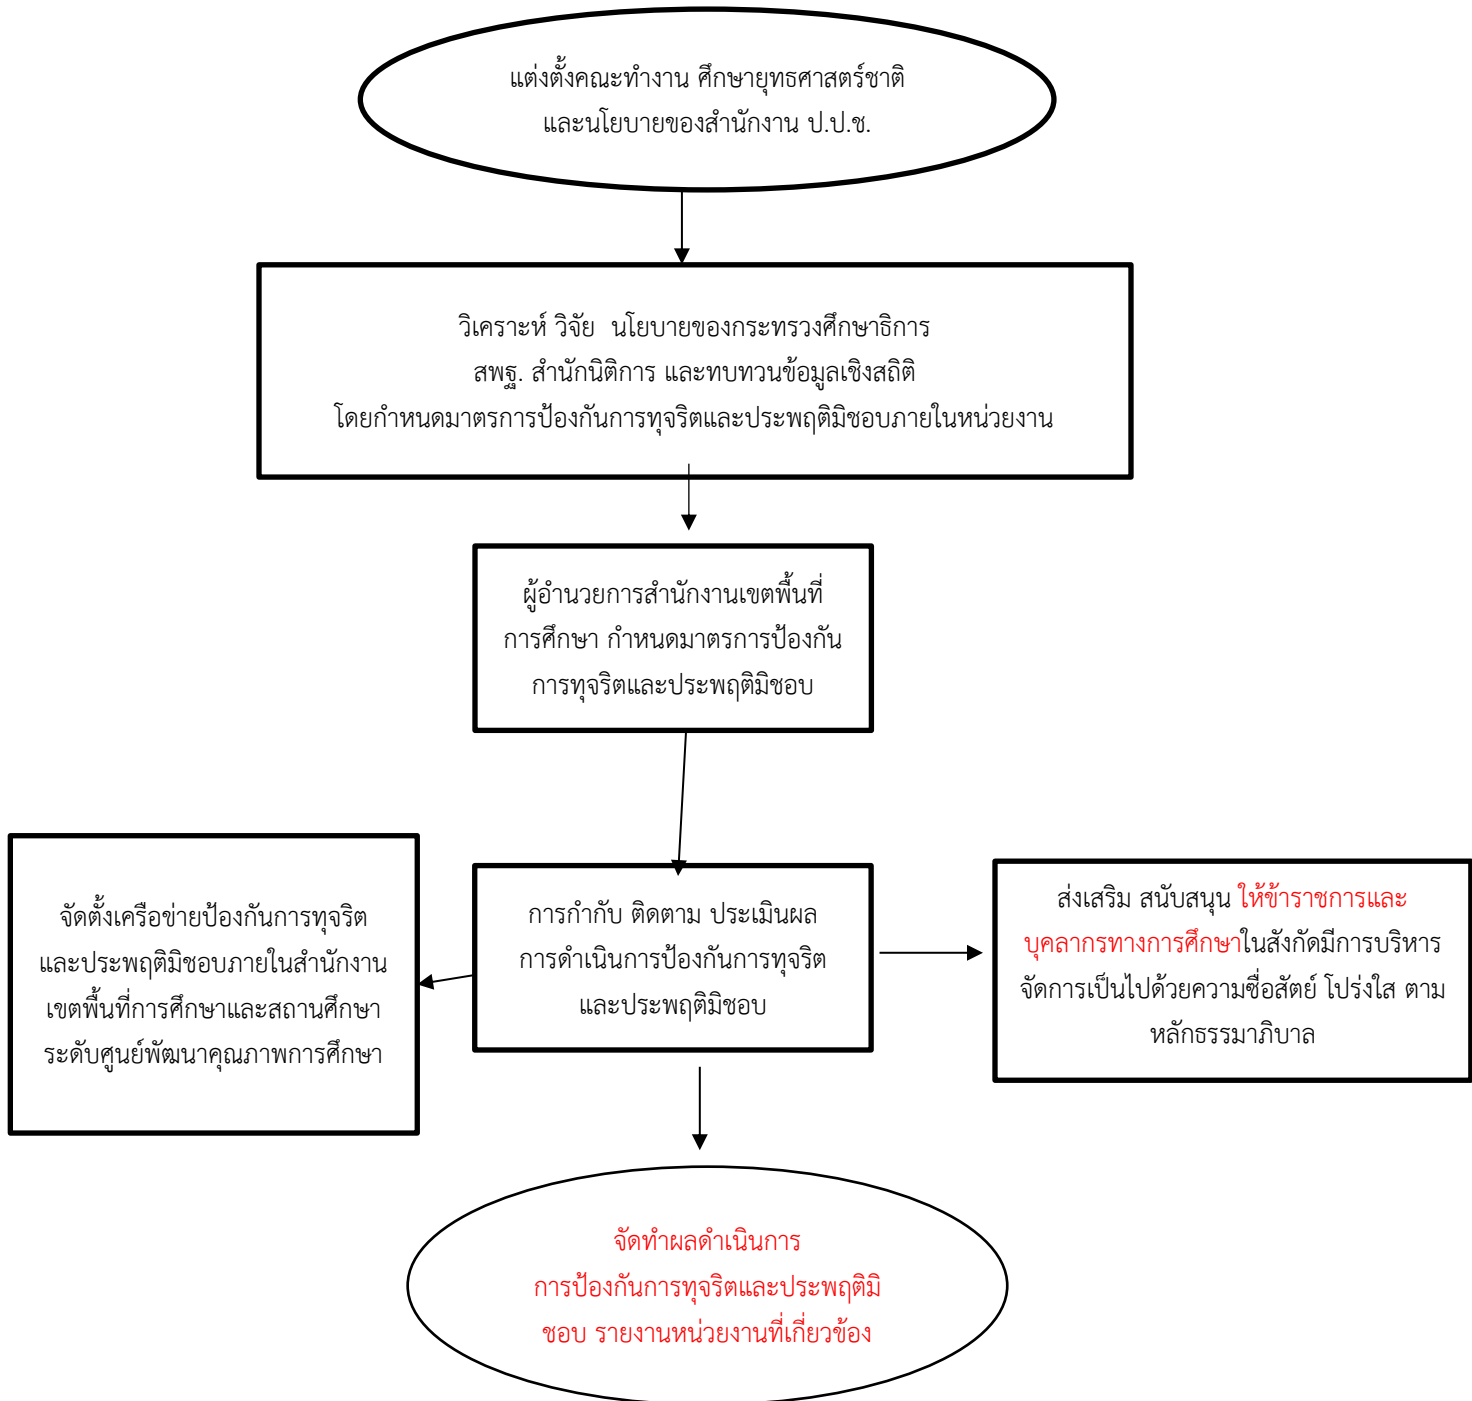 แต่งตั้งคณะทำงาน ศึกษายุทธศาสตร์ชาติ
และนโยบายของสำนักงาน ป.ป.ช.
วิเคราะห์ วิจัย  นโยบายของกระทรวงศึกษาธิการ
สพฐ. สำนักนิติการ และทบทวนข้อมูลเชิงสถิติ
โดยกำหนดมาตรการป้องกันการทุจริตและประพฤติมิชอบภายในหน่วยงาน
ผู้อำนวยการสำนักงานเขตพื้นที่
การศึกษา กำหนดมาตรการป้องกัน
การทุจริตและประพฤติมิชอบ
จัดตั้งเครือข่ายป้องกันการทุจริต
และประพฤติมิชอบภายในสำนักงาน
เขตพื้นที่การศึกษาและสถานศึกษา
ระดับศูนย์พัฒนาคุณภาพการศึกษา
การกำกับ ติดตาม ประเมินผล
การดำเนินการป้องกันการทุจริต
และประพฤติมิชอบ
ส่งเสริม สนับสนุน ให้ข้าราชการและ
บุคลากรทางการศึกษาในสังกัดมีการบริหาร
จัดการเป็นไปด้วยความซื่อสัตย์ โปร่งใส ตาม
หลักธรรมาภิบาล
จัดทำผลดำเนินการ
การป้องกันการทุจริตและประพฤติมิ
ชอบ รายงานหน่วยงานที่เกี่ยวข้อง